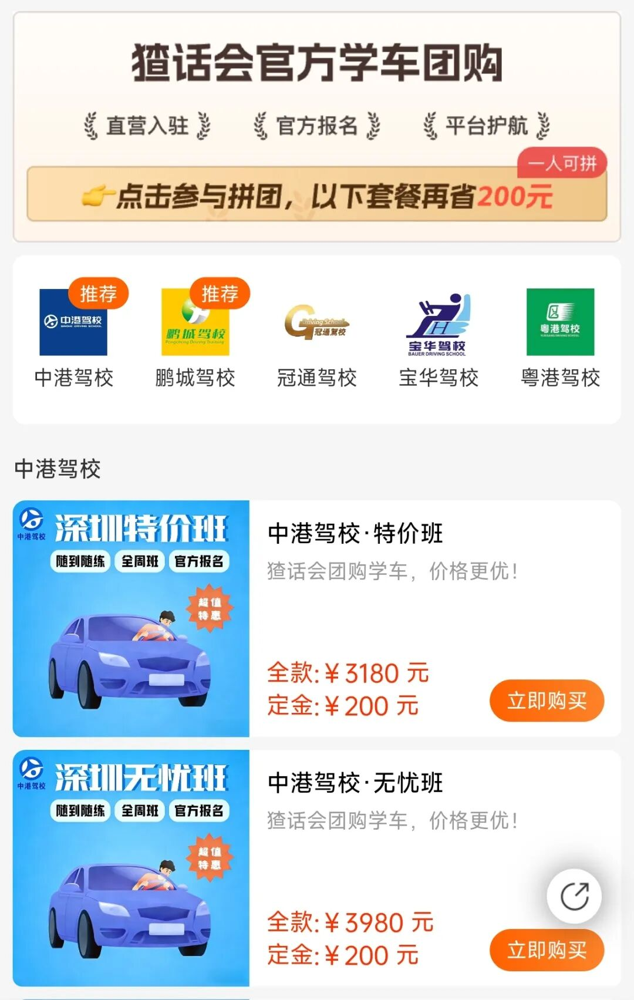 猹话会官方学车团购
直营入驻 官方报名 平台护航
一人可拼
点击参与拼团，以下套餐再省200元
推荐 推荐
中港驾校
SINOHK DRIVING SCHOOL
鹏城驾校
Pengcheng Driving Training
G Driving School
冠通驾校
H
宝华驾校
BAUER DRIVING SCHOOL
粤港驾校
中港驾校 鹏城驾校 冠通驾校 宝华驾校 粤港驾校
中港驾校
中港驾校
深圳特价班
随到随练 全周班 官方报名
超值
特惠
中港驾校·特价班
猹话会团购学车，价格更优！
全款:￥3180 元
定金:￥200 元
立即购买
中港驾校
深圳无忧班
随到随练 全周班 官方报名
超值
特惠
中港驾校·无忧班
猹话会团购学车，价格更优！
全款:￥3980 元
定金:￥200 元
立即购买